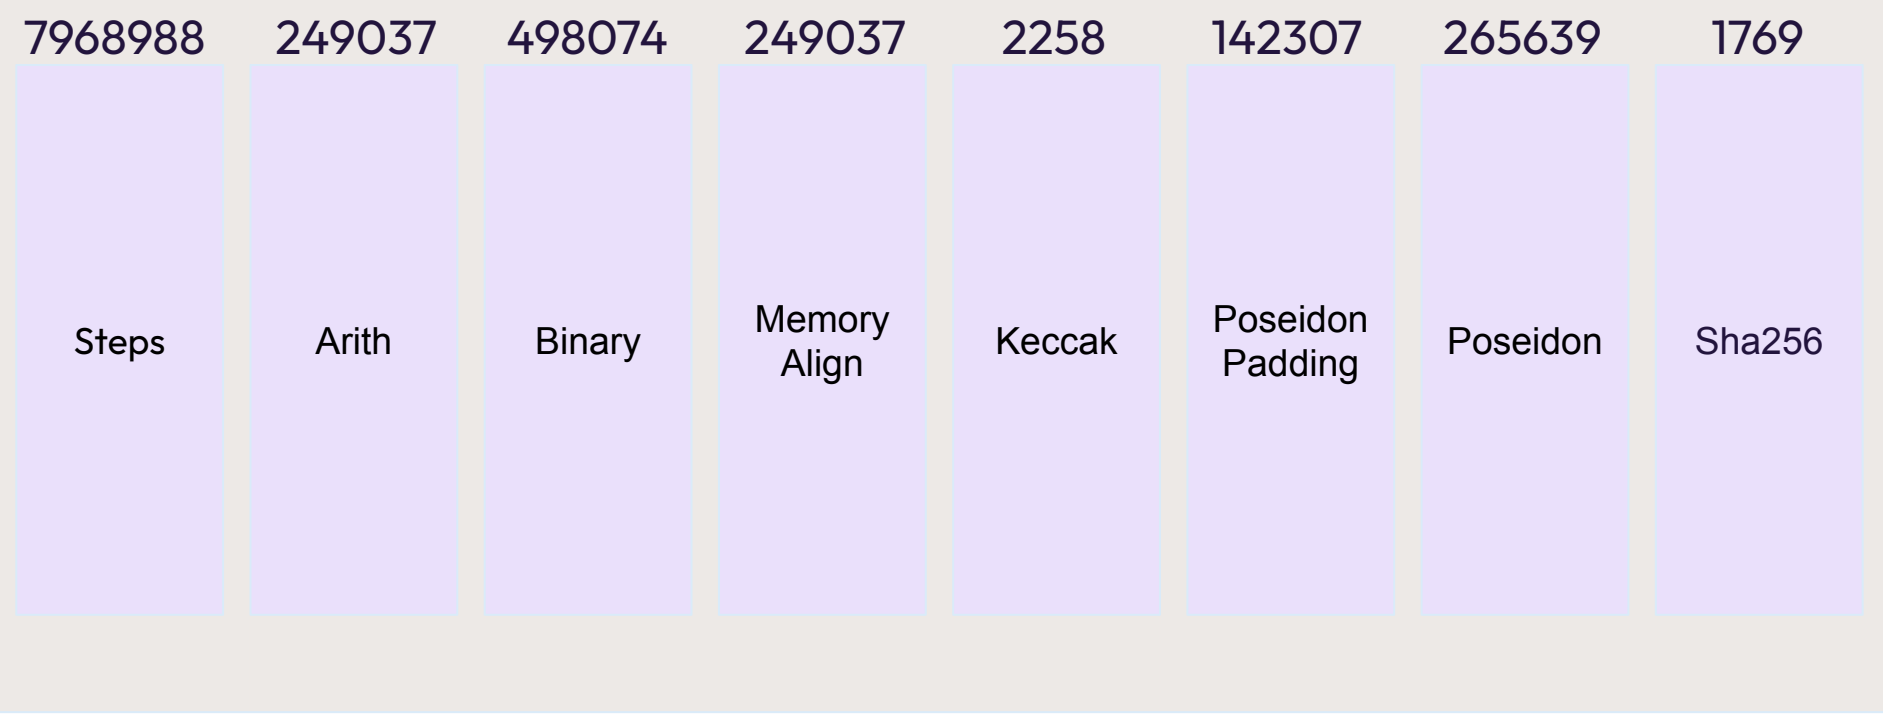 7968988 249037 498074 249037 2258 142307 265639 1769
Steps
Arith
Binary
Memory
Align
Keccak
Poseidon
Padding
Poseidon
Sha256